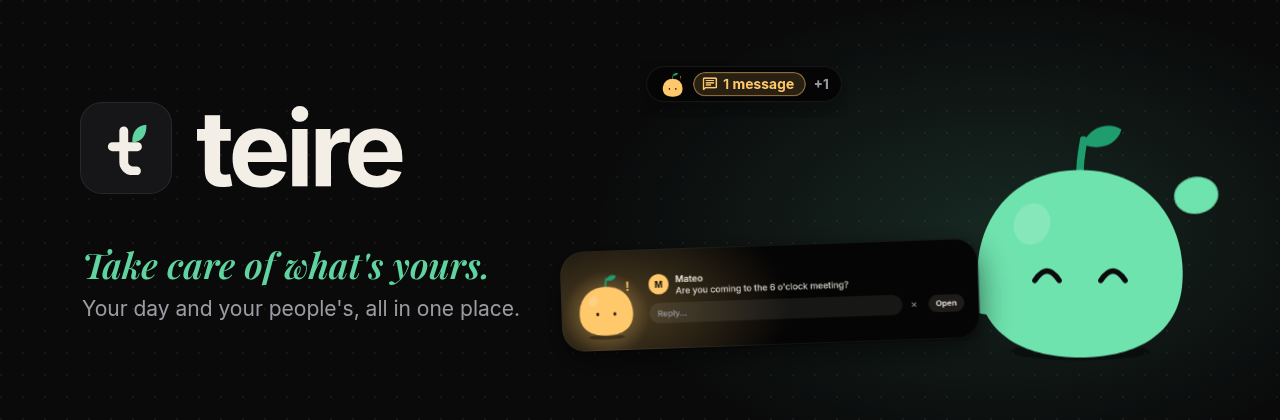 teire
Take care of what's yours.
Your day and your people's, all in one place.
1 message
+1
!
M
Mateo
Are you coming to the 6 o'clock meeting?
Reply...
×
Open